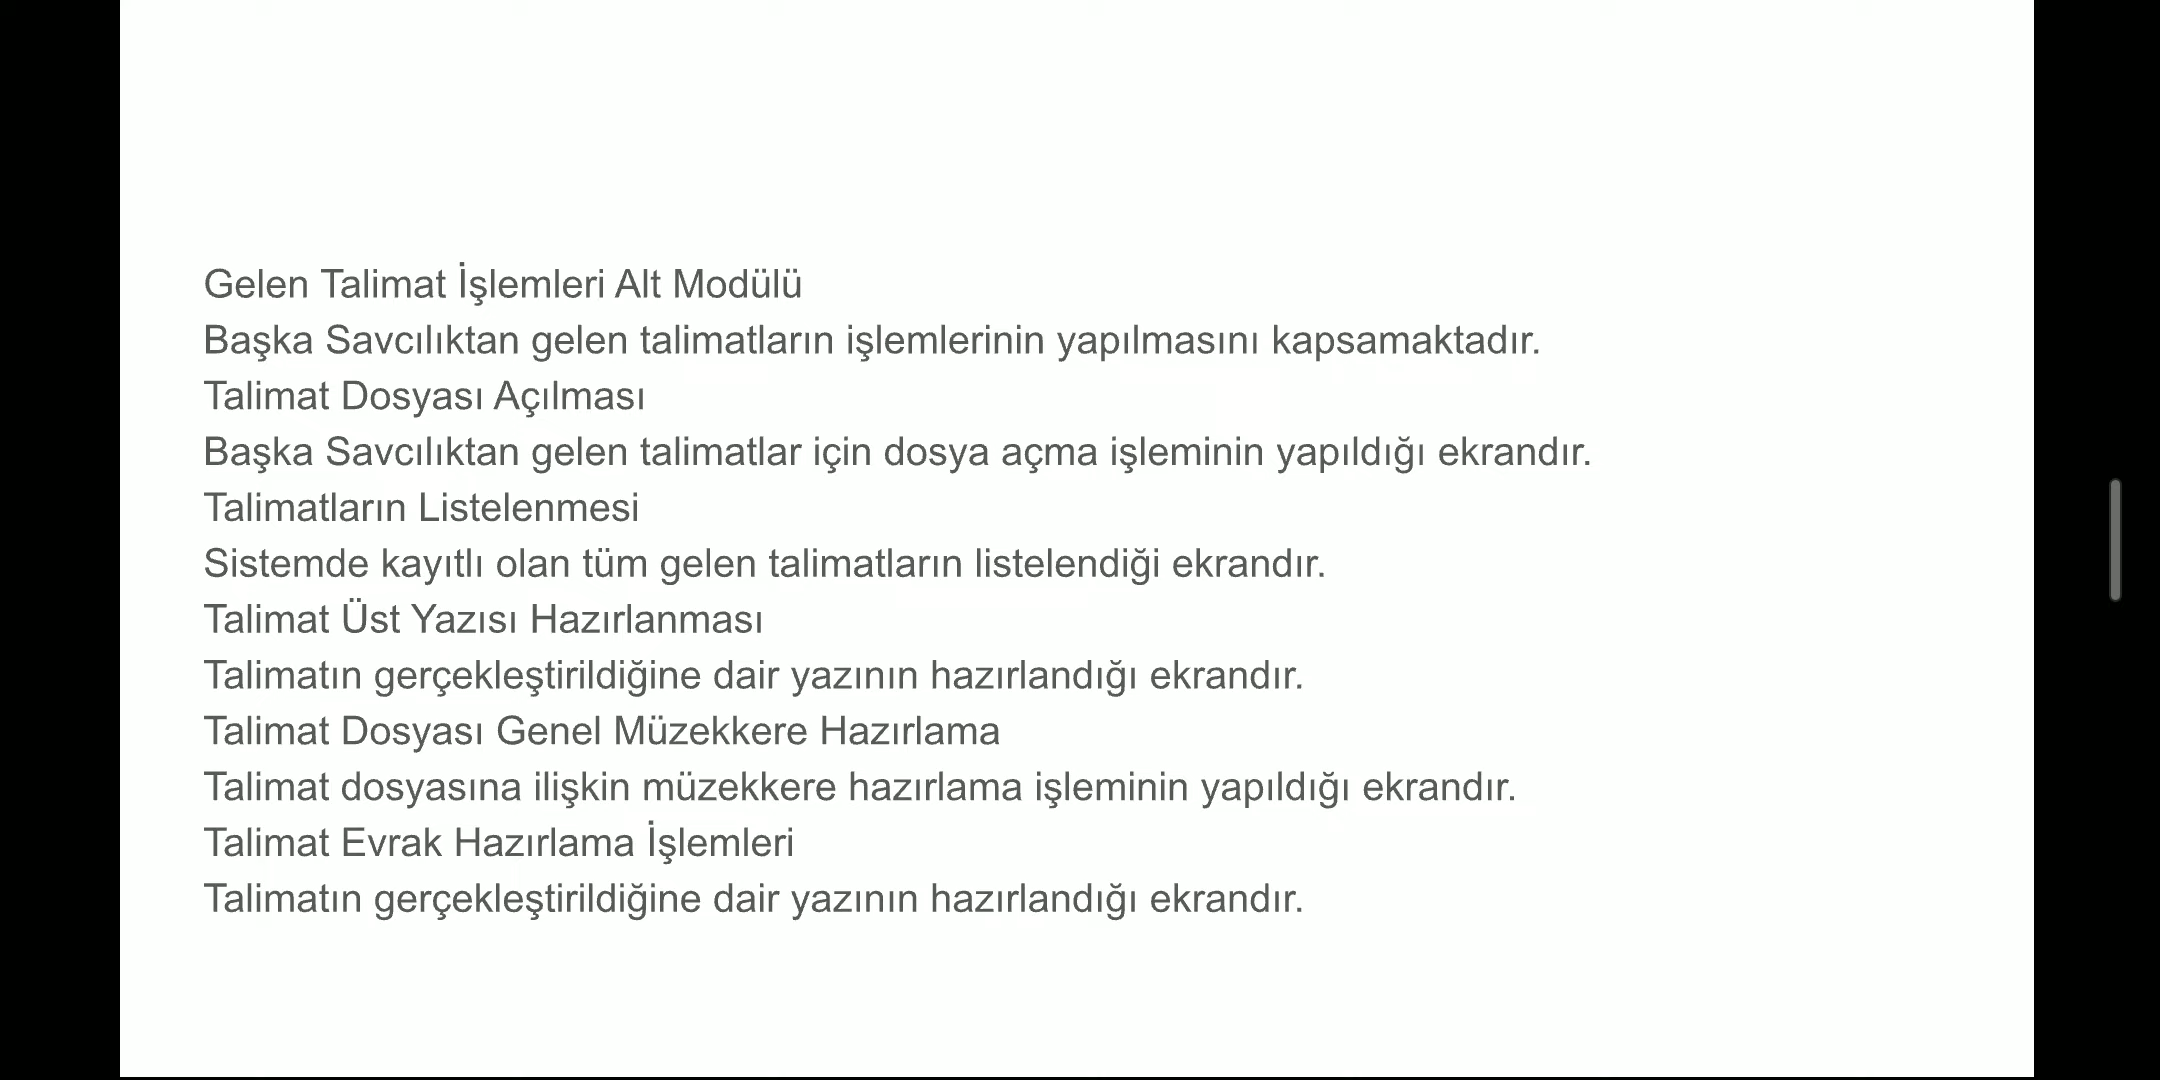 Gelen Talimat İşlemleri Alt Modülü
Başka Savcılıktan gelen talimatların işlemlerinin yapılmasını kapsamaktadır.
Talimat Dosyası Açılması
Başka Savcılıktan gelen talimatlar için dosya açma işleminin yapıldığı ekrandır.
Talimatların Listelenmesi
Sistemde kayıtlı olan tüm gelen talimatların listelendiği ekrandır.
Talimat Üst Yazısı Hazırlanması
Talimatın gerçekleştirildiğine dair yazının hazırlandığı ekrandır.
Talimat Dosyası Genel Müzekkere Hazırlama
Talimat dosyasına ilişkin müzekkere hazırlama işleminin yapıldığı ekrandır.
Talimat Evrak Hazırlama İşlemleri
Talimatın gerçekleştirildiğine dair yazının hazırlandığı ekrandır.